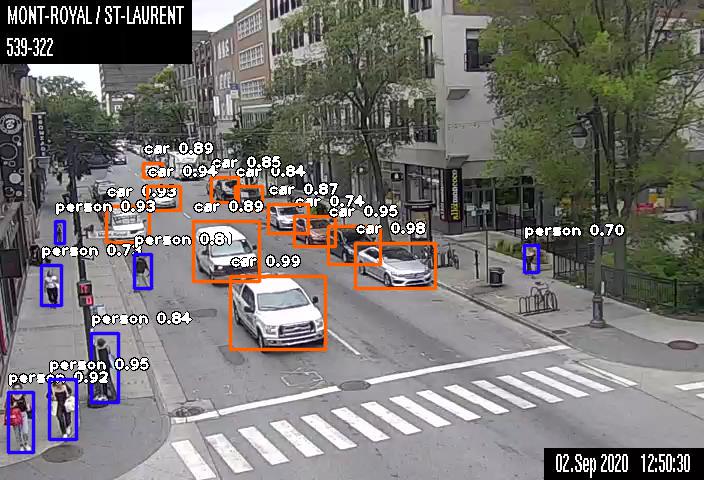 MONT-ROYAL / ST-LAURENT
539-322
car 0.89
car 0.94
car 0.85
car 0.84
car 0.93
car 0.87
person 0.93
car 0.89
car 0.74
car 0.95
person 0.81
car 0.98
person 0.70
car 0.99
person 0.84
person 0.95
person 0.92
02.Sep 2020 12:50:30